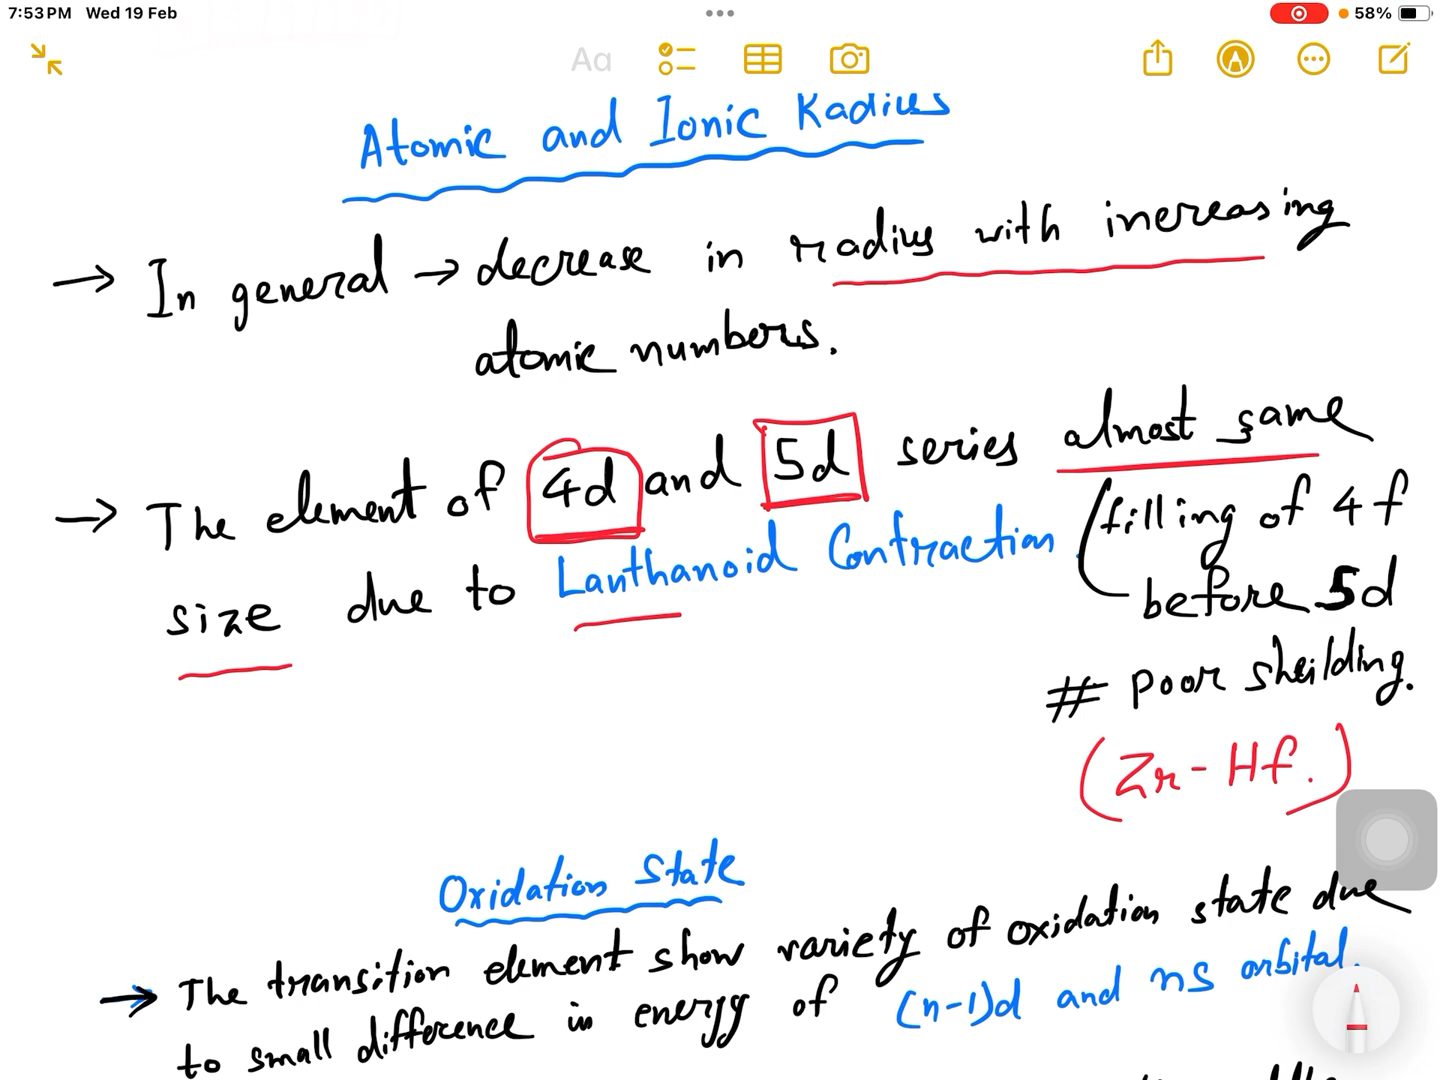 7:53 PM Wed 19 Feb
58%
Aa
Atomic and Ionic Radius
→ In general → decrease in radius with increasing
atomic numbers.
→ The element of 4d and 5d series almost same
size due to Lanthanoid Contraction.
(filling of 4f
before 5d
# poor sheilding.
(Zr - Hf.)
Oxidation State
→ The transition element show variety of oxidation state due
to small difference in energy of (n-1)d and ns orbital.